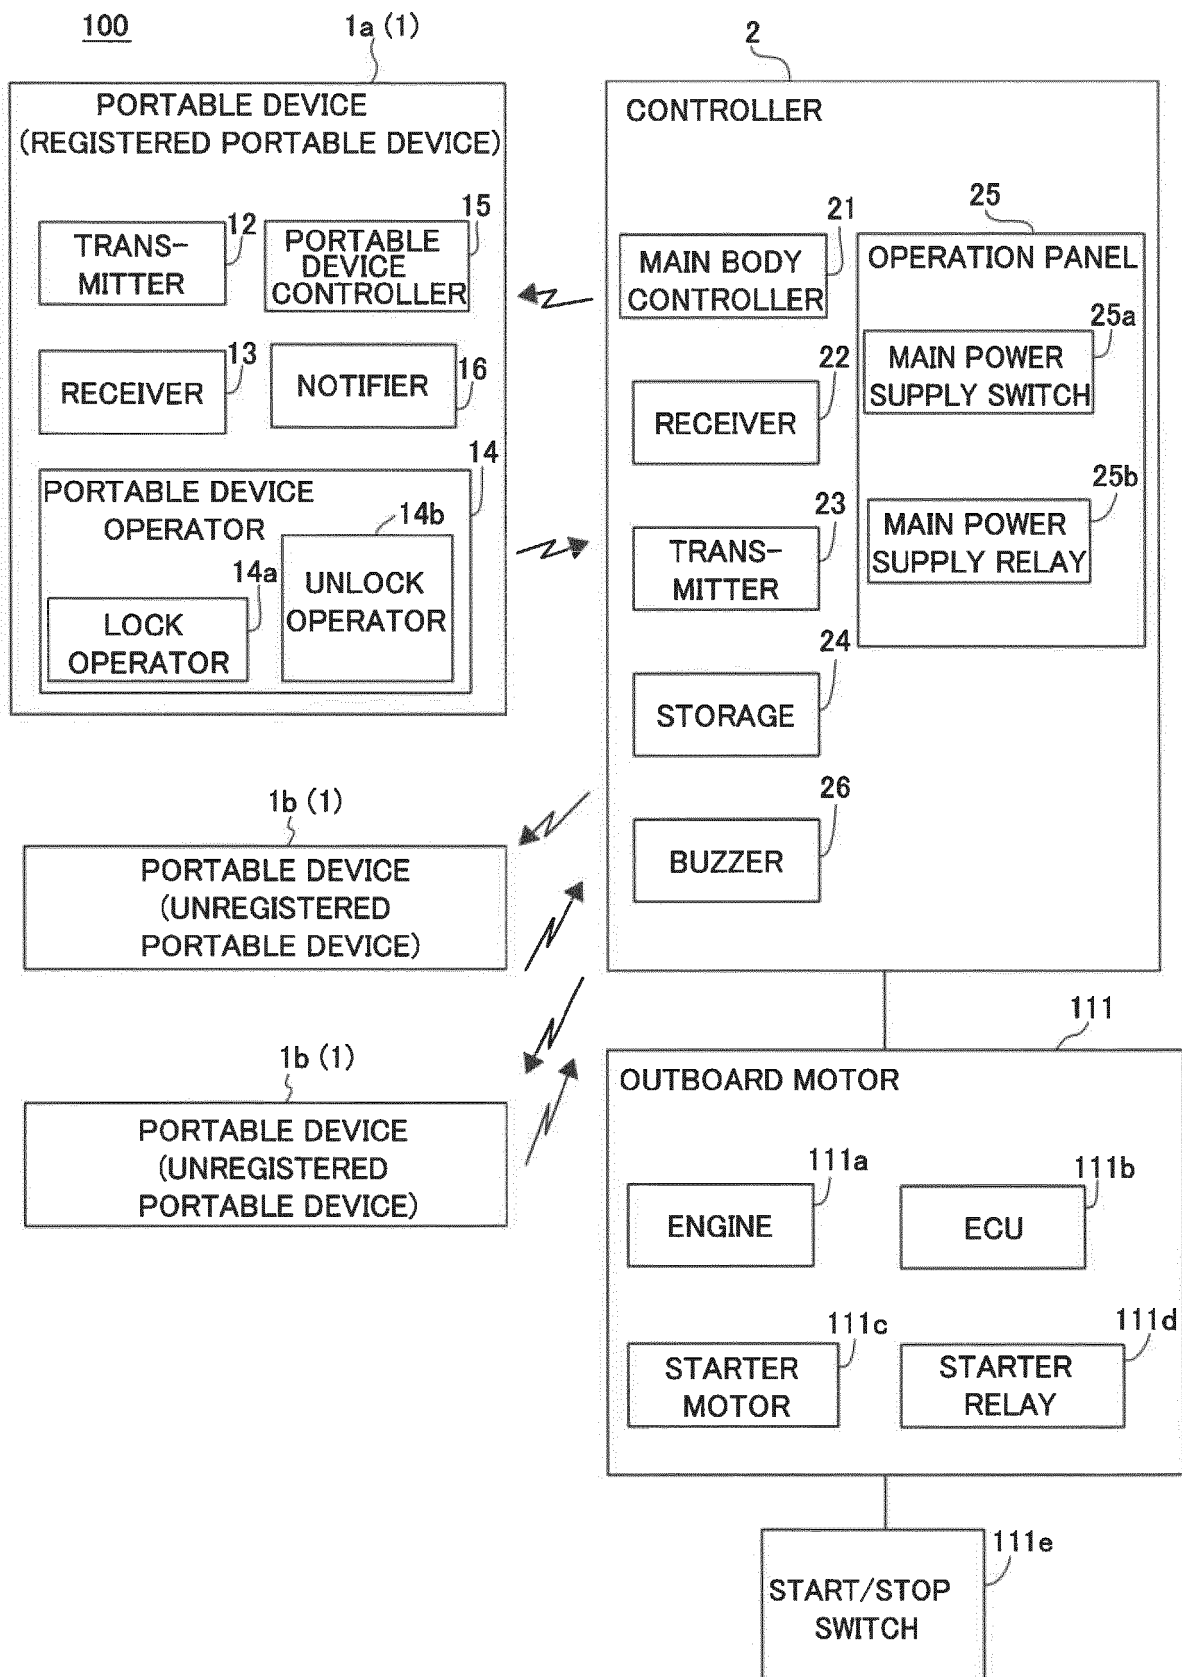 100
1a (1)
PORTABLE DEVICE
(REGISTERED PORTABLE DEVICE)
12
TRANS-
MITTER
15
PORTABLE
DEVICE
CONTROLLER
13
RECEIVER
16
NOTIFIER
14
PORTABLE DEVICE
OPERATOR
14b
UNLOCK
OPERATOR
14a
LOCK
OPERATOR
1b (1)
PORTABLE DEVICE
(UNREGISTERED
PORTABLE DEVICE)
1b (1)
PORTABLE DEVICE
(UNREGISTERED
PORTABLE DEVICE)
2
CONTROLLER
21
MAIN BODY
CONTROLLER
22
RECEIVER
23
TRANS-
MITTER
24
STORAGE
26
BUZZER
25
OPERATION PANEL
25a
MAIN POWER
SUPPLY SWITCH
25b
MAIN POWER
SUPPLY RELAY
111
OUTBOARD MOTOR
111a
ENGINE
111b
ECU
111c
STARTER
MOTOR
111d
STARTER
RELAY
111e
START/STOP
SWITCH